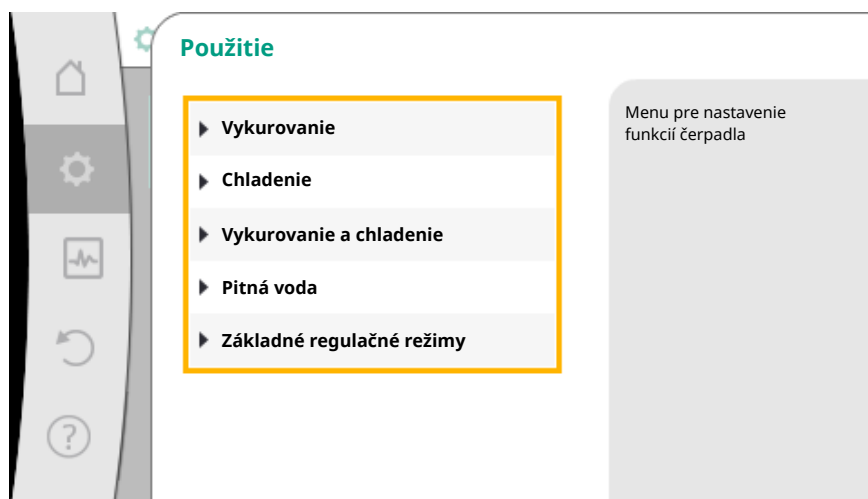 Použitie
Vykurovanie
Chladenie
Vykurovanie a chladenie
Pitná voda
Základné regulačné režimy
Menu pre nastavenie
funkcií čerpadla
?